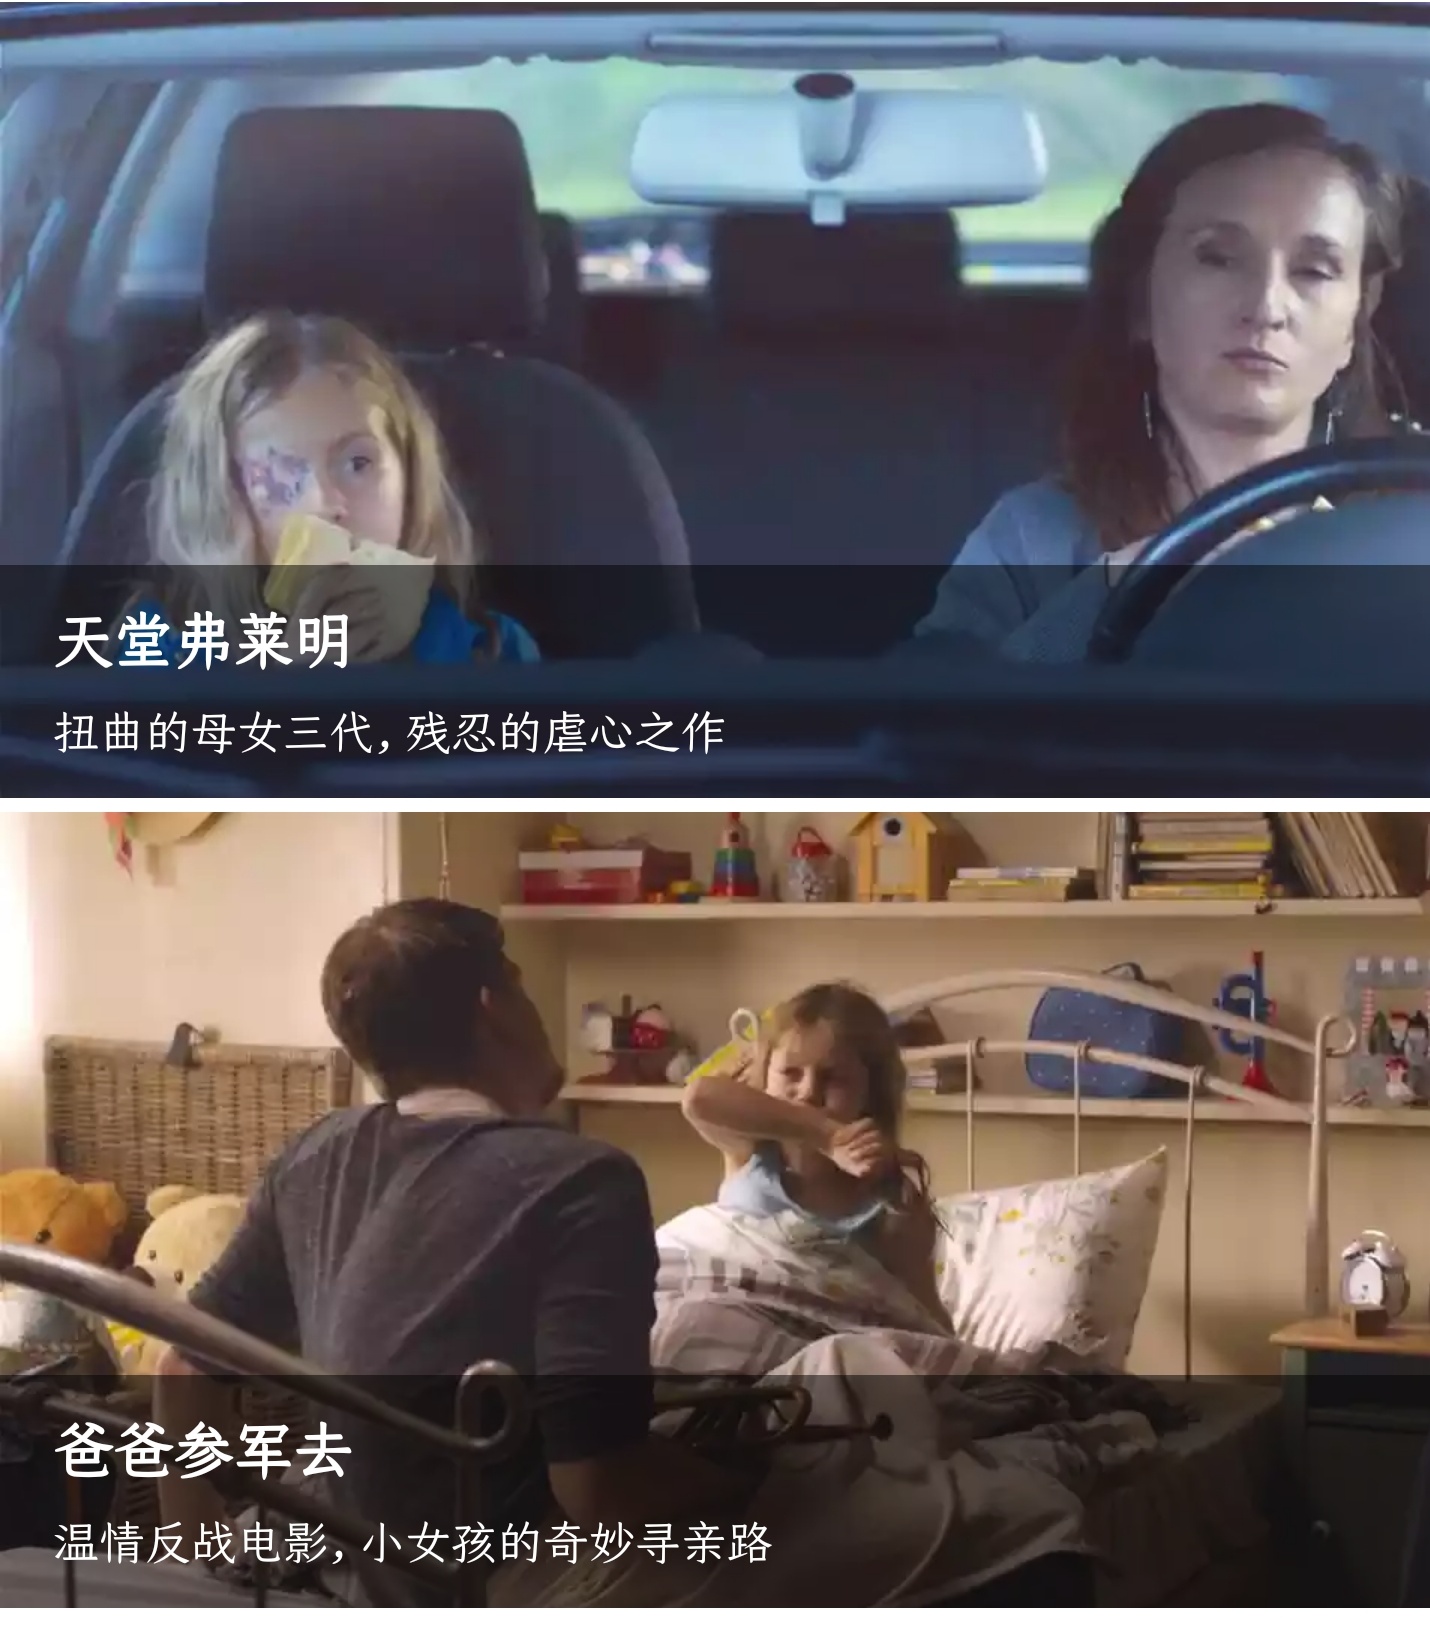 天堂弗莱明
扭曲的母女三代，残忍的虐心之作
爸爸参军去
温情反战电影，小女孩的奇妙寻亲路